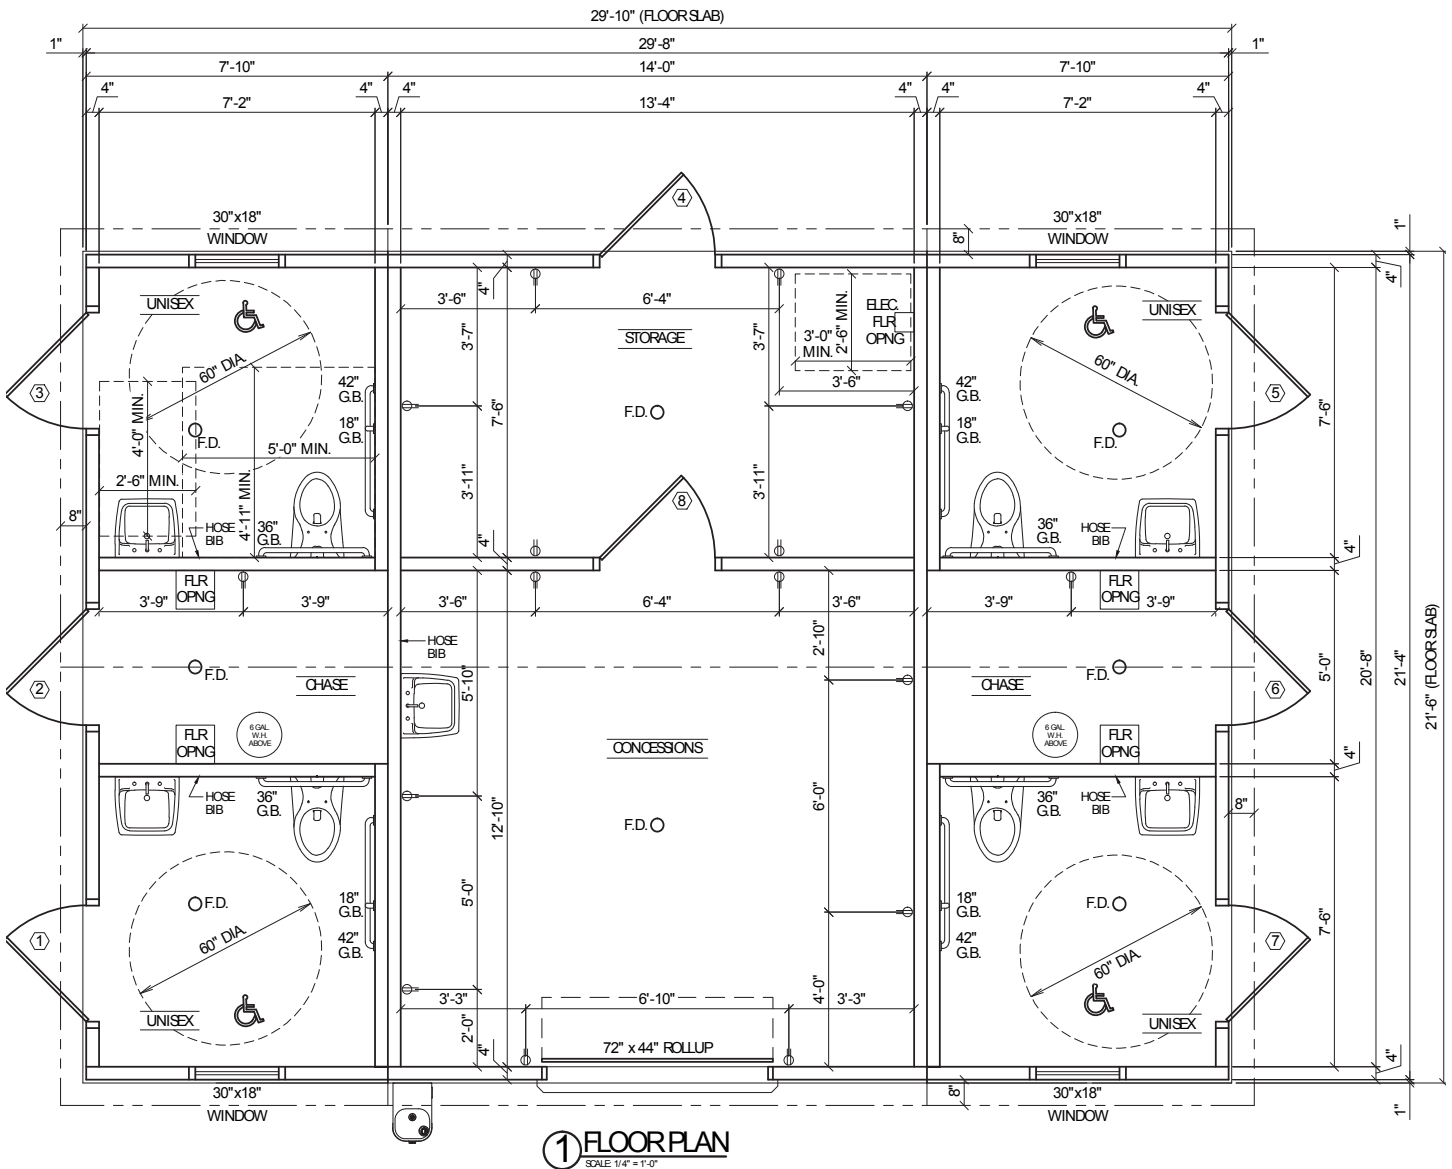 29'-10" (FLOOR SLAB)
1" 29'-8" 1"
7'-10" 14'-0" 7'-10"
4" 4" 4" 4" 4" 4"
7'-2" 13'-4" 7'-2"
4
30"x18"
WINDOW
8"
30"x18"
WINDOW
1"
UNISEX
4"
3'-6" 6'-4"
ELEC.
FLR
OPNG
UNISEX
4"
3'-7"
STORAGE
3'-7"
3'-0"
MIN.
2'-6" MIN.
3'-6"
60" DIA.
60" DIA.
3
4'-0" MIN.
F.D.
42"
G.B.
18"
G.B.
5'-0" MIN.
7'-6"
F.D.
42"
G.B.
18"
G.B.
F.D.
5
7'-6"
2'-6" MIN.
4'-11" MIN.
3'-11"
8
3'-11"
8"
HOSE
BIB
36"
G.B.
4"
36"
G.B.
HOSE
BIB
4"
FLR
OPNG
3'-9" 3'-9" 3'-6" 6'-4" 3'-6" 3'-9"
FLR
OPNG
3'-9"
HOSE
BIB
2'-10"
2
F.D.
CHASE
5'-10"
CHASE
F.D.
6
5'-0"
20'-8"
21'-4"
21'-6" (FLOOR SLAB)
FLR
OPNG
6 GAL.
W.H.
ABOVE
CONCESSIONS
6 GAL.
W.H.
ABOVE
FLR
OPNG
4"
HOSE
BIB
36"
G.B.
12'-10"
F.D.
6'-0"
36"
G.B.
HOSE
BIB
8"
1
F.D.
60" DIA.
18"
G.B.
42"
G.B.
5'-0"
18"
G.B.
42"
G.B.
F.D.
60" DIA.
7
7'-6"
UNISEX
3'-3" 6'-10" 3'-3"
4'-0"
2'-0"
4"
72" x 44" ROLLUP
UNISEX
4"
30"x18"
WINDOW
8"
30"x18"
WINDOW
1"
1 FLOOR PLAN
SCALE: 1/4" = 1'-0"